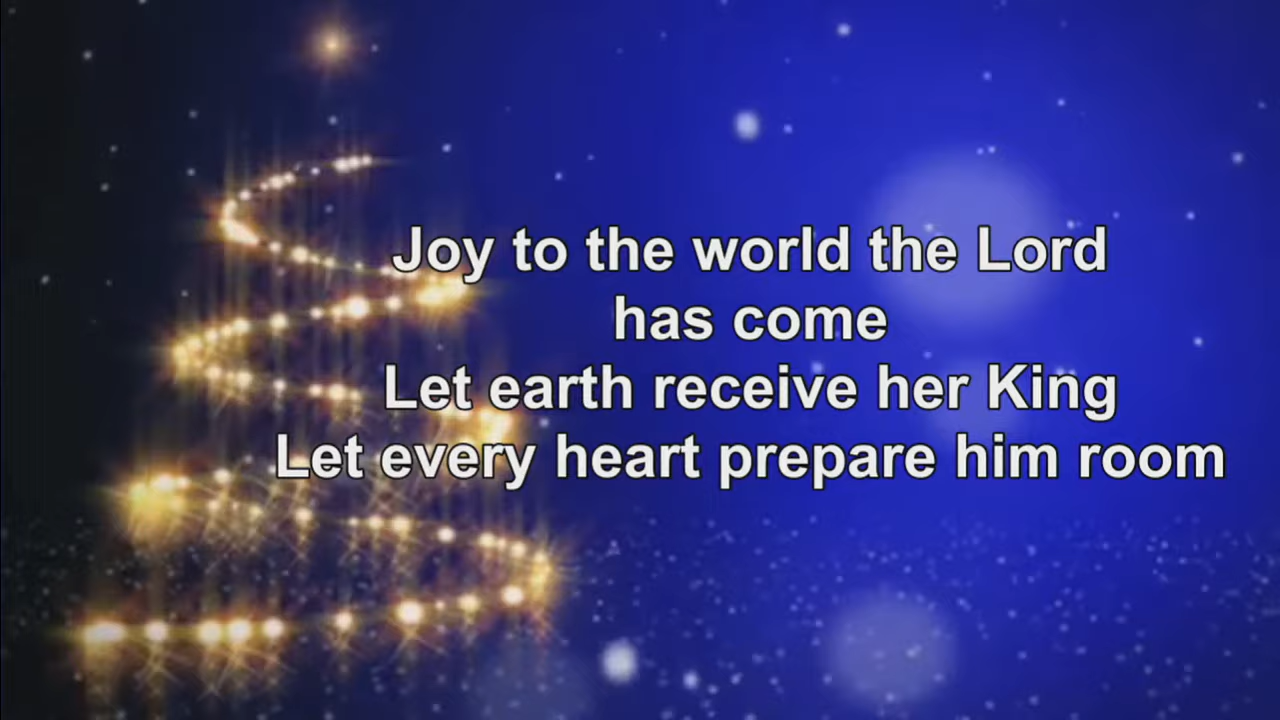 Joy to the world the Lord
has come
Let earth receive her King
Let every heart prepare him room